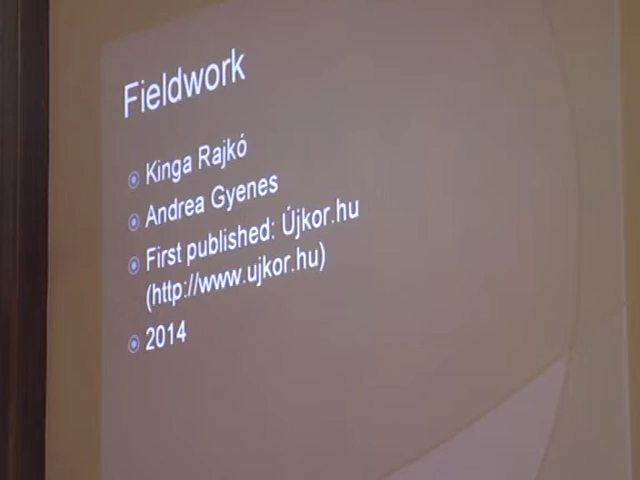 Fieldwork
Kinga Rajkó
Andrea Gyenes
First published: Újkor.hu
(http://www.ujkor.hu)
2014